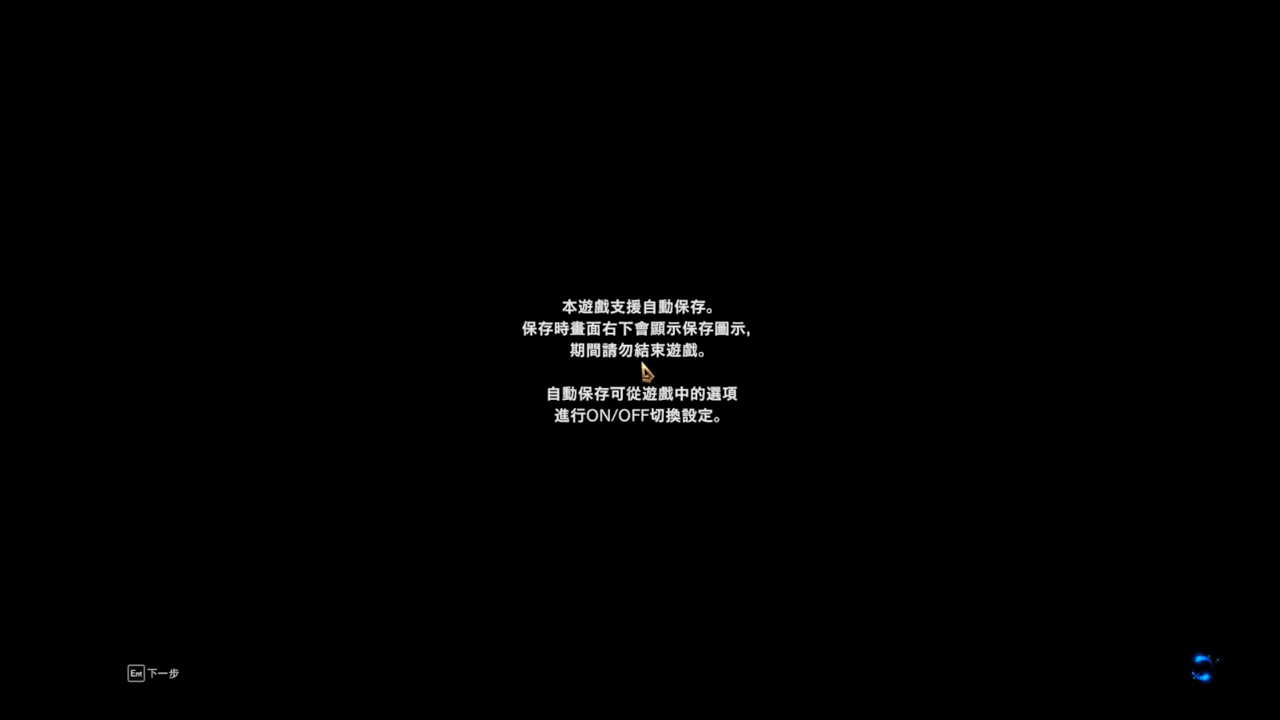 本遊戲支援自動保存。
保存時畫面右下會顯示保存圖示,
期間請勿結束遊戲。
自動保存可從遊戲中的選項
進行ON/OFF切換設定。
Ent 下一步